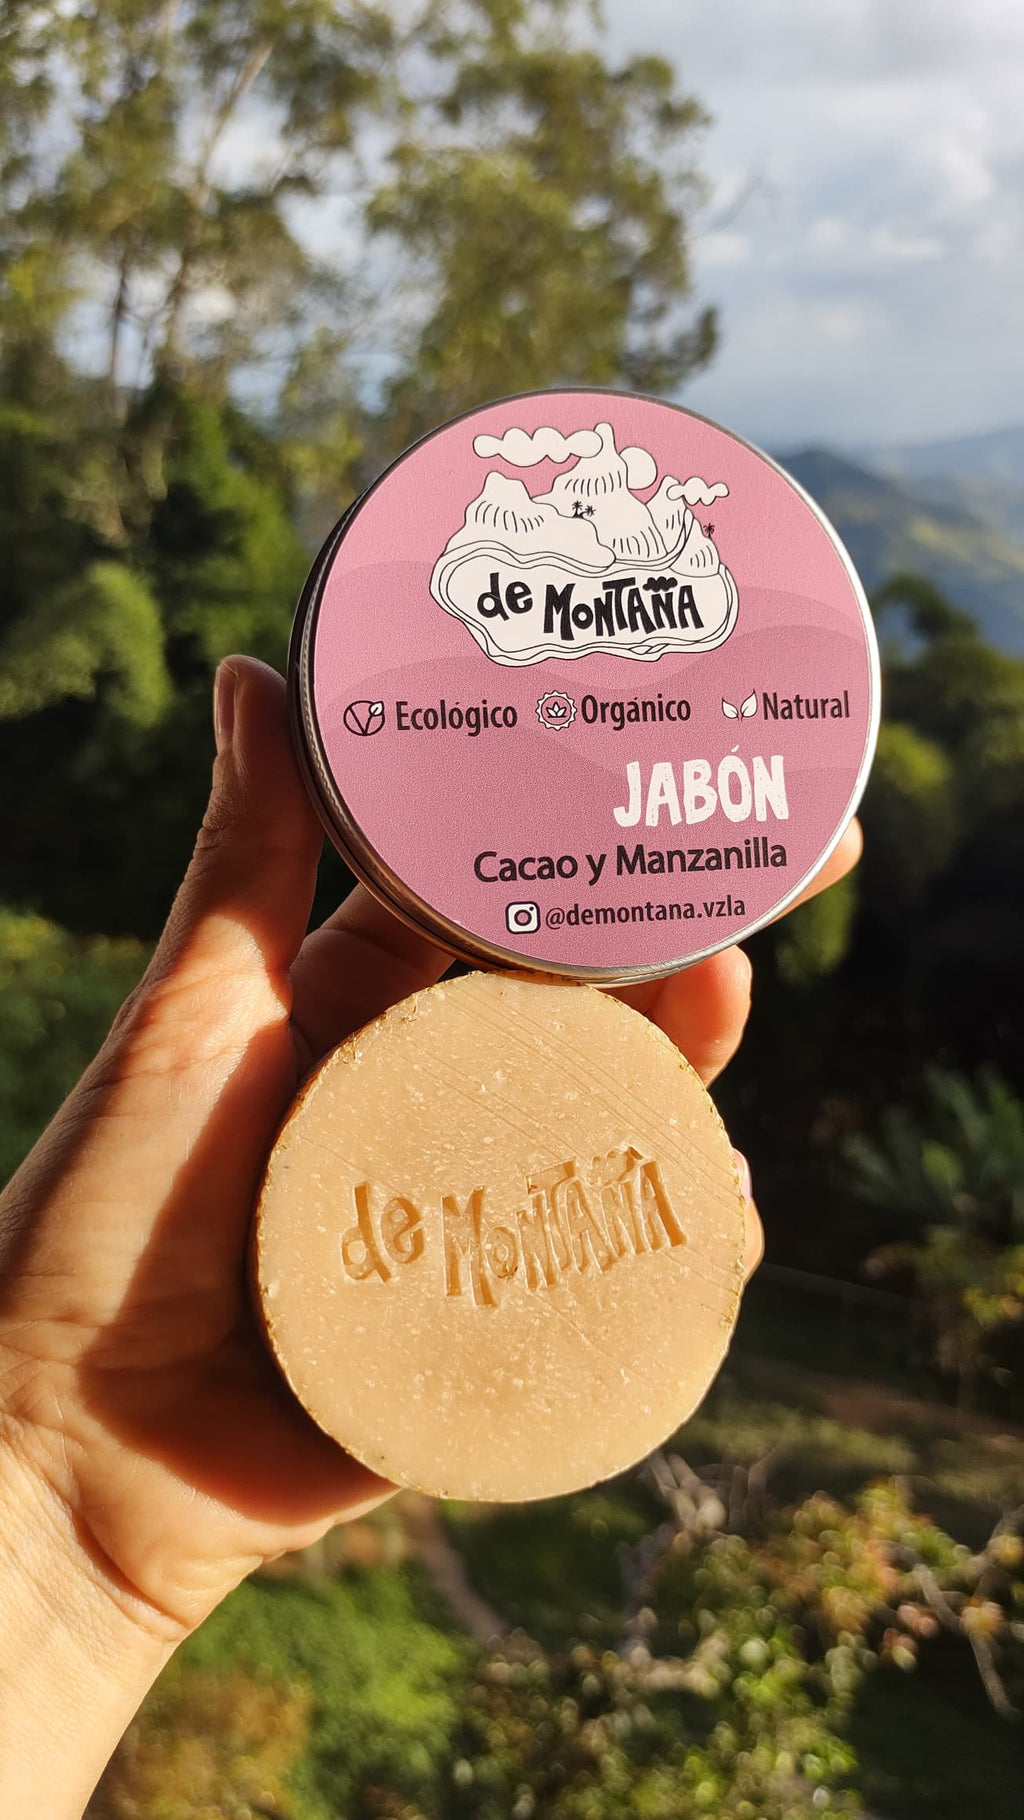 de MONTAÑA
Ecológico Orgánico Natural
JABÓN
Cacao y Manzanilla
@demontana.vzla
de MONTAÑA